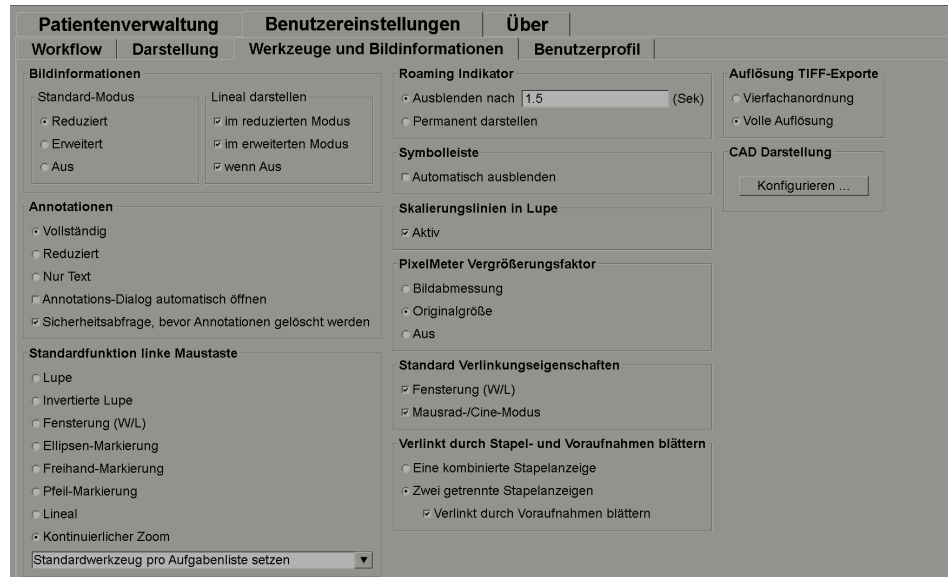 Patientenverwaltung Benutzereinstellungen Über
Workflow Darstellung Werkzeuge und Bildinformationen Benutzerprofil
Bildinformationen
Standard-Modus
Reduziert
Erweitert
Aus
Lineal darstellen
im reduzierten Modus
im erweiterten Modus
wenn Aus
Annotationen
Vollständig
Reduziert
Nur Text
Annotations-Dialog automatisch öffnen
Sicherheitsabfrage, bevor Annotationen gelöscht werden
Standardfunktion linke Maustaste
Lupe
Invertierte Lupe
Fensterung (W/L)
Ellipsen-Markierung
Freihand-Markierung
Pfeil-Markierung
Lineal
Kontinuierlicher Zoom
Standardwerkzeug pro Aufgabenliste setzen
Roaming Indikator
Ausblenden nach 1.5 (Sek)
Permanent darstellen
Symbolleiste
Automatisch ausblenden
Skalierungslinien in Lupe
Aktiv
PixelMeter Vergrößerungsfaktor
Bildabmessung
Originalgröße
Aus
Standard Verlinkungseigenschaften
Fensterung (W/L)
Mausrad-/Cine-Modus
Verlinkt durch Stapel- und Voraufnahmen blättern
Eine kombinierte Stapelanzeige
Zwei getrennte Stapelanzeigen
Verlinkt durch Voraufnahmen blättern
Auflösung TIFF-Exporte
Vierfachanordnung
Volle Auflösung
CAD Darstellung
Konfigurieren ...